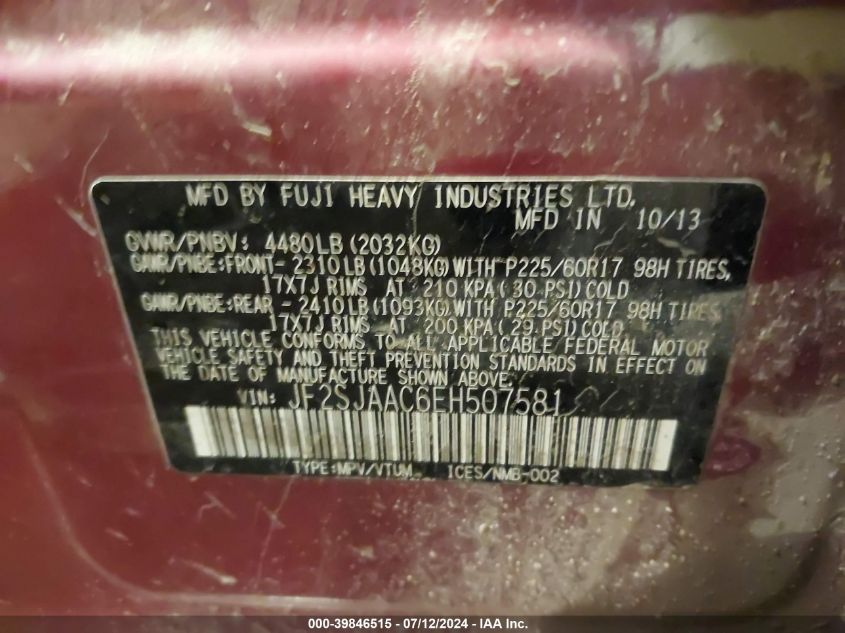 MFD BY FUJI HEAVY INDUSTRIES LTD.
MFD IN 10/13
GVWR/PNBV: 4480LB(2032KG)
GAWR/PNBE:FRONT- 2310LB(1048KG)WITH P225/60R17 98H TIRES,
17X7J RIMS AT 210 KPA( 30 PSI)COLD
GAWR/PNBE:REAR - 2410LB(1093KG)WITH P225/60R17 98H TIRES
17X7J RIMS AT 200 KPA(29 PSI)COLD
THIS VEHICLE CONFORMS TO ALL APPLICABLE FEDERAL MOTOR
VEHICLE SAFETY AND THEFT PREVENTION STANDARDS IN EFFECT ON
THE DATE OF MANUFACTURE SHOWN ABOVE.
VIN: JF2SJAAC6EH507581
TYPE:MPV/VTUM ICES/NMB-002
000-39846515 - 07/12/2024 - IAA Inc.